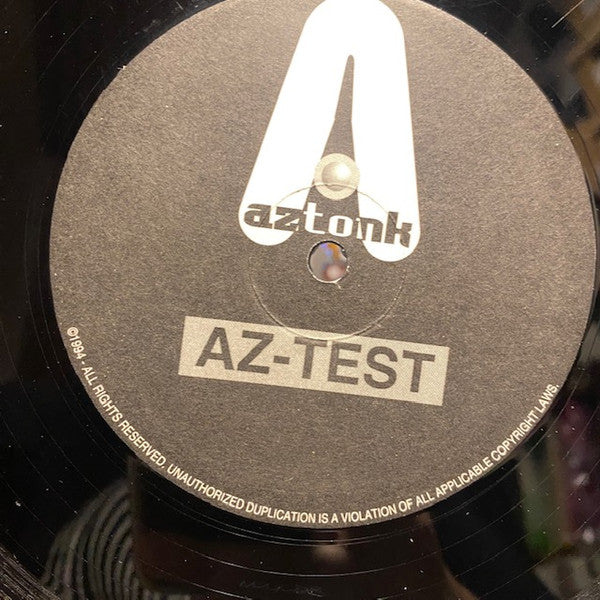 aztonk
AZ-TEST
©1994 - ALL RIGHTS RESERVED. UNAUTHORIZED DUPLICATION IS A VIOLATION OF ALL APPLICABLE COPYRIGHT LAWS.